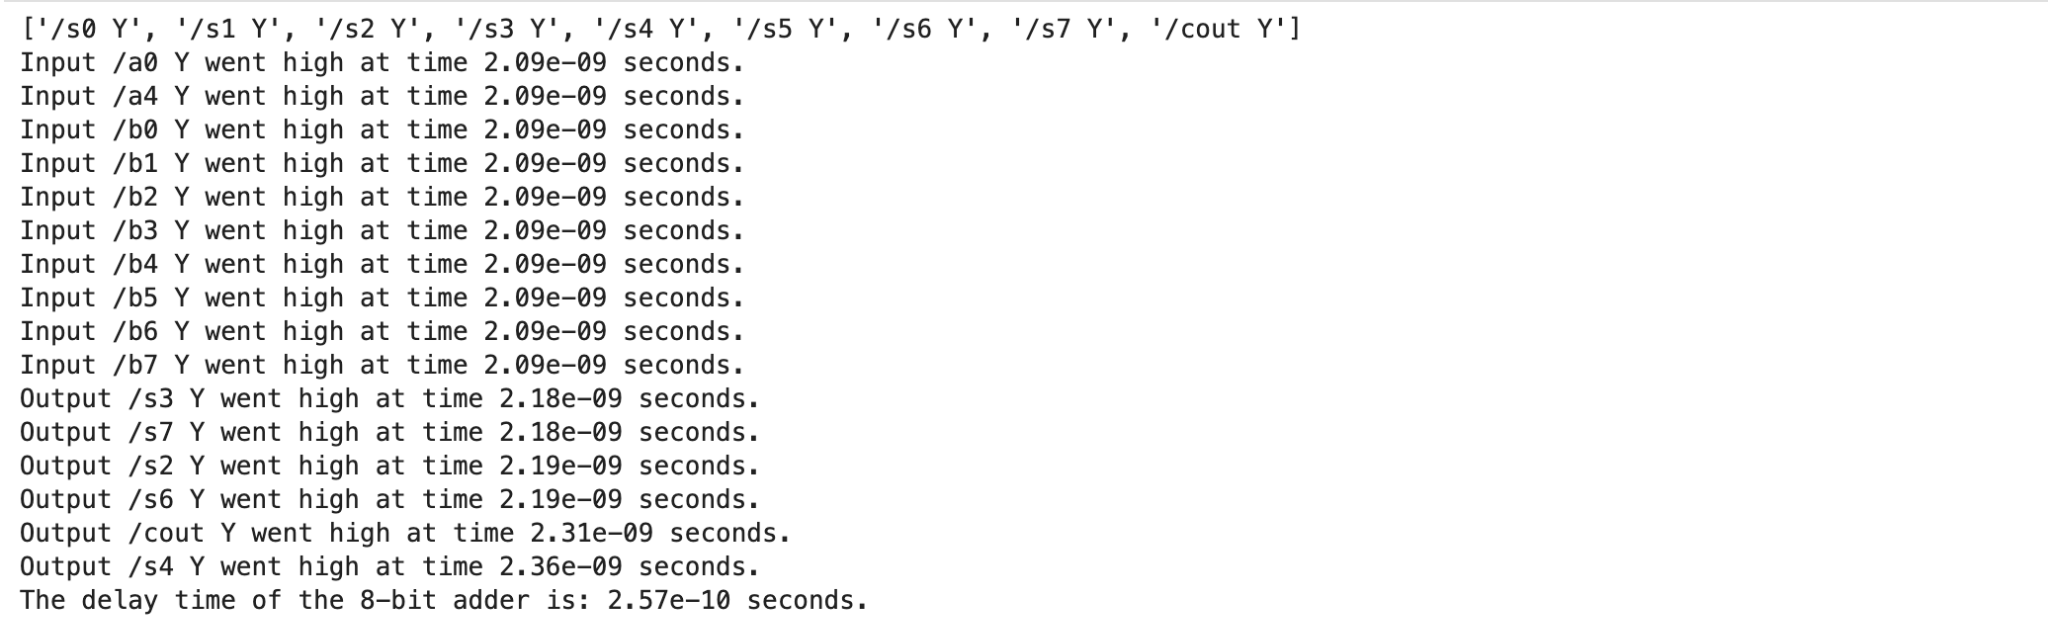 ['/s0 Y', '/s1 Y', '/s2 Y', '/s3 Y', '/s4 Y', '/s5 Y', '/s6 Y', '/s7 Y', '/cout Y']
Input /a0 Y went high at time 2.09e-09 seconds.
Input /a4 Y went high at time 2.09e-09 seconds.
Input /b0 Y went high at time 2.09e-09 seconds.
Input /b1 Y went high at time 2.09e-09 seconds.
Input /b2 Y went high at time 2.09e-09 seconds.
Input /b3 Y went high at time 2.09e-09 seconds.
Input /b4 Y went high at time 2.09e-09 seconds.
Input /b5 Y went high at time 2.09e-09 seconds.
Input /b6 Y went high at time 2.09e-09 seconds.
Input /b7 Y went high at time 2.09e-09 seconds.
Output /s3 Y went high at time 2.18e-09 seconds.
Output /s7 Y went high at time 2.18e-09 seconds.
Output /s2 Y went high at time 2.19e-09 seconds.
Output /s6 Y went high at time 2.19e-09 seconds.
Output /cout Y went high at time 2.31e-09 seconds.
Output /s4 Y went high at time 2.36e-09 seconds.
The delay time of the 8-bit adder is: 2.57e-10 seconds.